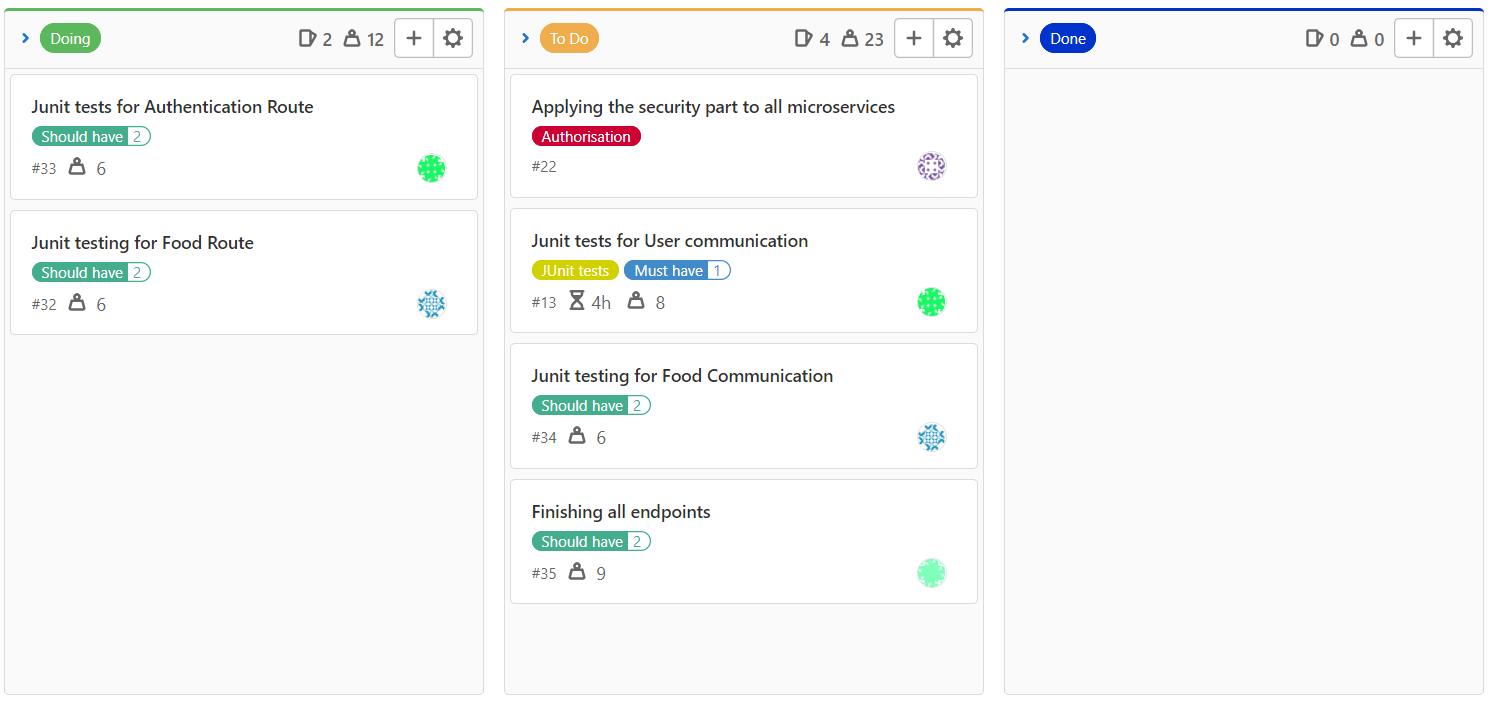 Doing 2 12
Junit tests for Authentication Route
Should have 2
#33 6
Junit testing for Food Route
Should have 2
#32 6
To Do 4 23
Applying the security part to all microservices
Authorisation
#22
Junit tests for User communication
JUnit tests Must have 1
#13 4h 8
Junit testing for Food Communication
Should have 2
#34 6
Finishing all endpoints
Should have 2
#35 9
Done 0 0